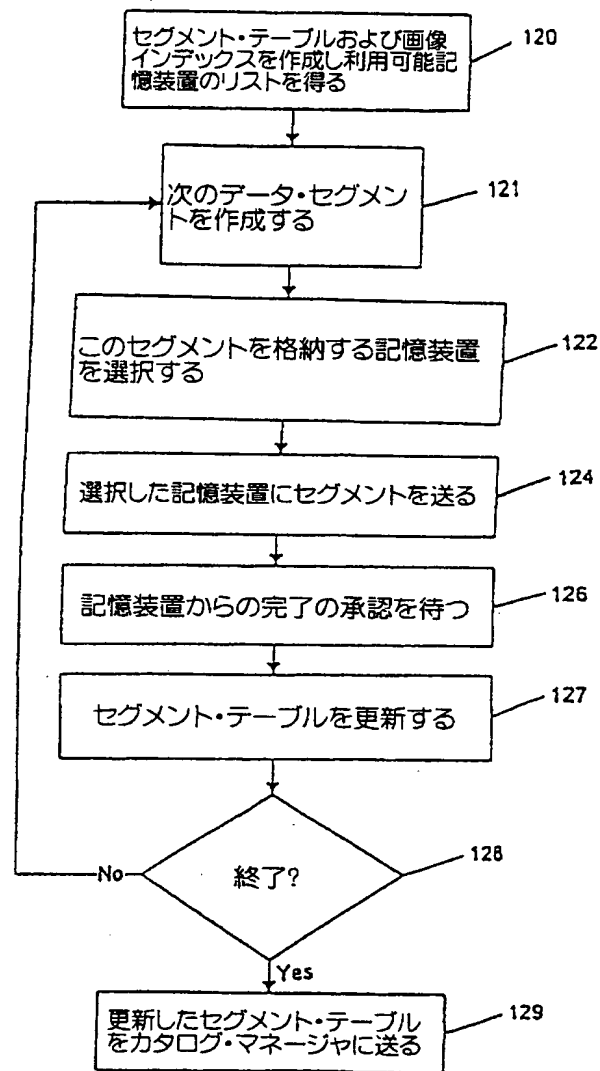 セグメント・テーブルおよび画像
インデックスを作成し利用可能記
憶装置のリストを得る
120
次のデータ・セグメン
トを作成する
121
このセグメントを格納する記憶装置
を選択する
122
選択した記憶装置にセグメントを送る
124
記憶装置からの完了の承認を待つ
126
セグメント・テーブルを更新する
127
終了?
128
No
Yes
更新したセグメント・テーブル
をカタログ・マネージャに送る
129